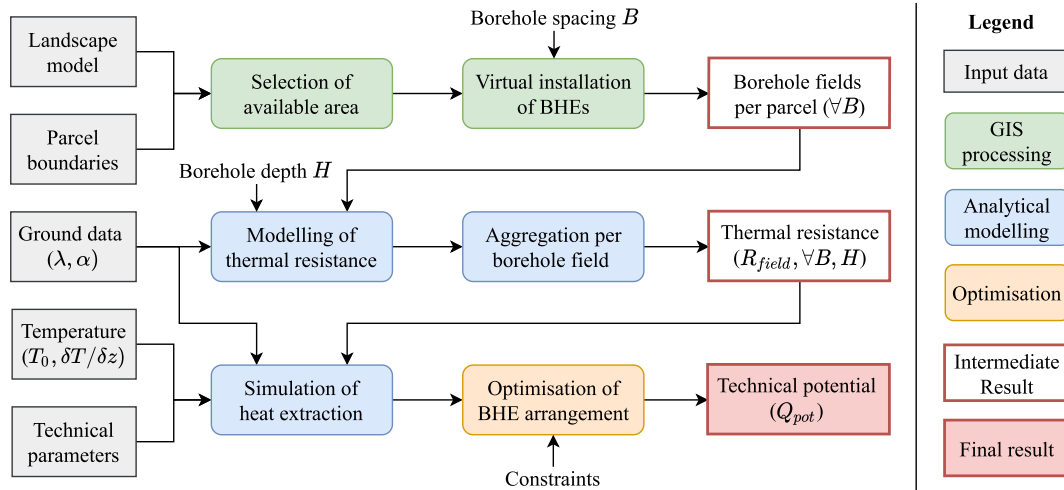 Borehole spacing B
Landscape
model
Selection of
available area
Virtual installation
of BHEs
Borehole fields
per parcel (∀B)
Parcel
boundaries
Borehole depth H
Ground data
(λ, α)
Modelling of
thermal resistance
Aggregation per
borehole field
Thermal resistance
(R_field, ∀B, H)
Temperature
(T_0, δT/δz)
Simulation of
heat extraction
Optimisation of
BHE arrangement
Technical potential
(Q_pot)
Technical
parameters
Constraints
Legend
Input data
GIS
processing
Analytical
modelling
Optimisation
Intermediate
Result
Final result